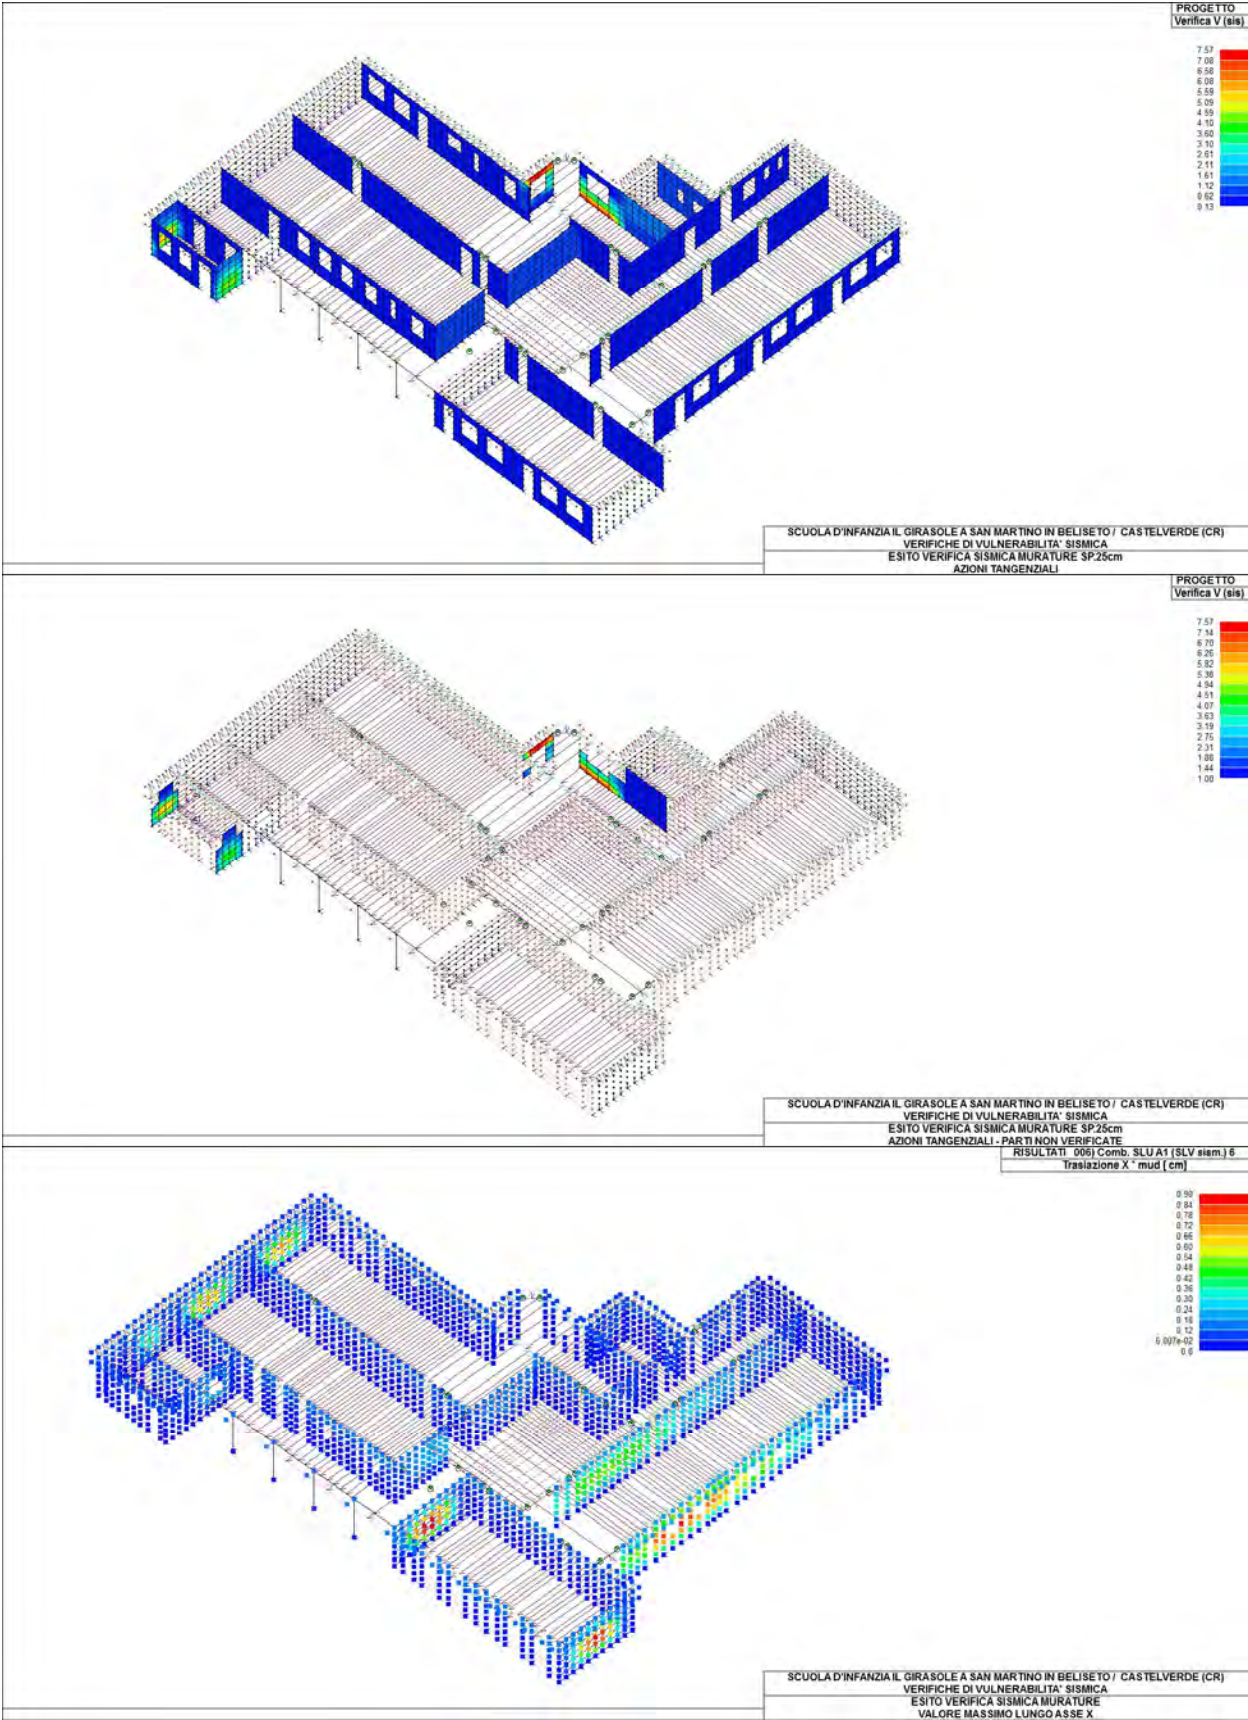 PROGETTO
Verifica V (sis)
7.57
7.08
6.58
6.08
5.59
5.09
4.59
4.10
3.60
3.10
2.61
2.11
1.61
1.12
0.62
0.13
SCUOLA D'INFANZIA IL GIRASOLE A SAN MARTINO IN BELISETO / CASTELVERDE (CR)
VERIFICHE DI VULNERABILITA' SISMICA
ESITO VERIFICA SISMICA MURATURE SP.25cm
AZIONI TANGENZIALI
PROGETTO
Verifica V (sis)
7.57
7.14
6.70
6.26
5.82
5.38
4.94
4.51
4.07
3.63
3.19
2.75
2.31
1.88
1.44
1.00
SCUOLA D'INFANZIA IL GIRASOLE A SAN MARTINO IN BELISETO / CASTELVERDE (CR)
VERIFICHE DI VULNERABILITA' SISMICA
ESITO VERIFICA SISMICA MURATURE SP.25cm
AZIONI TANGENZIALI - PARTI NON VERIFICATE
RISULTATI 006) Comb. SLU A1 (SLV sism.) 6
Traslazione X * mud [ cm]
0.90
0.84
0.78
0.72
0.66
0.60
0.54
0.48
0.42
0.36
0.30
0.24
0.18
0.12
6.007e-02
0.0
SCUOLA D'INFANZIA IL GIRASOLE A SAN MARTINO IN BELISETO / CASTELVERDE (CR)
VERIFICHE DI VULNERABILITA' SISMICA
ESITO VERIFICA SISMICA MURATURE
VALORE MASSIMO LUNGO ASSE X